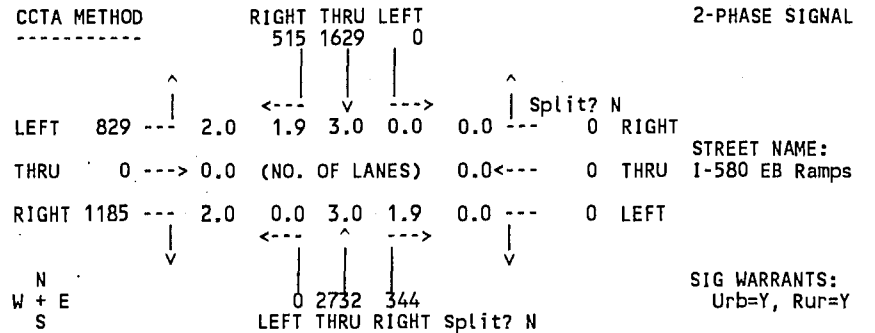 CCTA METHOD RIGHT THRU LEFT 2-PHASE SIGNAL
----------- 515 1629 0
^ ^
<--- v ---> | Split? N
LEFT 829 --- 2.0 1.9 3.0 0.0 0.0 --- 0 RIGHT
STREET NAME:
THRU 0 ---> 0.0 (NO. OF LANES) 0.0<--- 0 THRU I-580 EB Ramps
RIGHT 1185 --- 2.0 0.0 3.0 1.9 0.0 --- 0 LEFT
<--- ^ --->
v v
N SIG WARRANTS:
W + E 0 2732 344 Urb=Y, Rur=Y
S LEFT THRU RIGHT Split? N